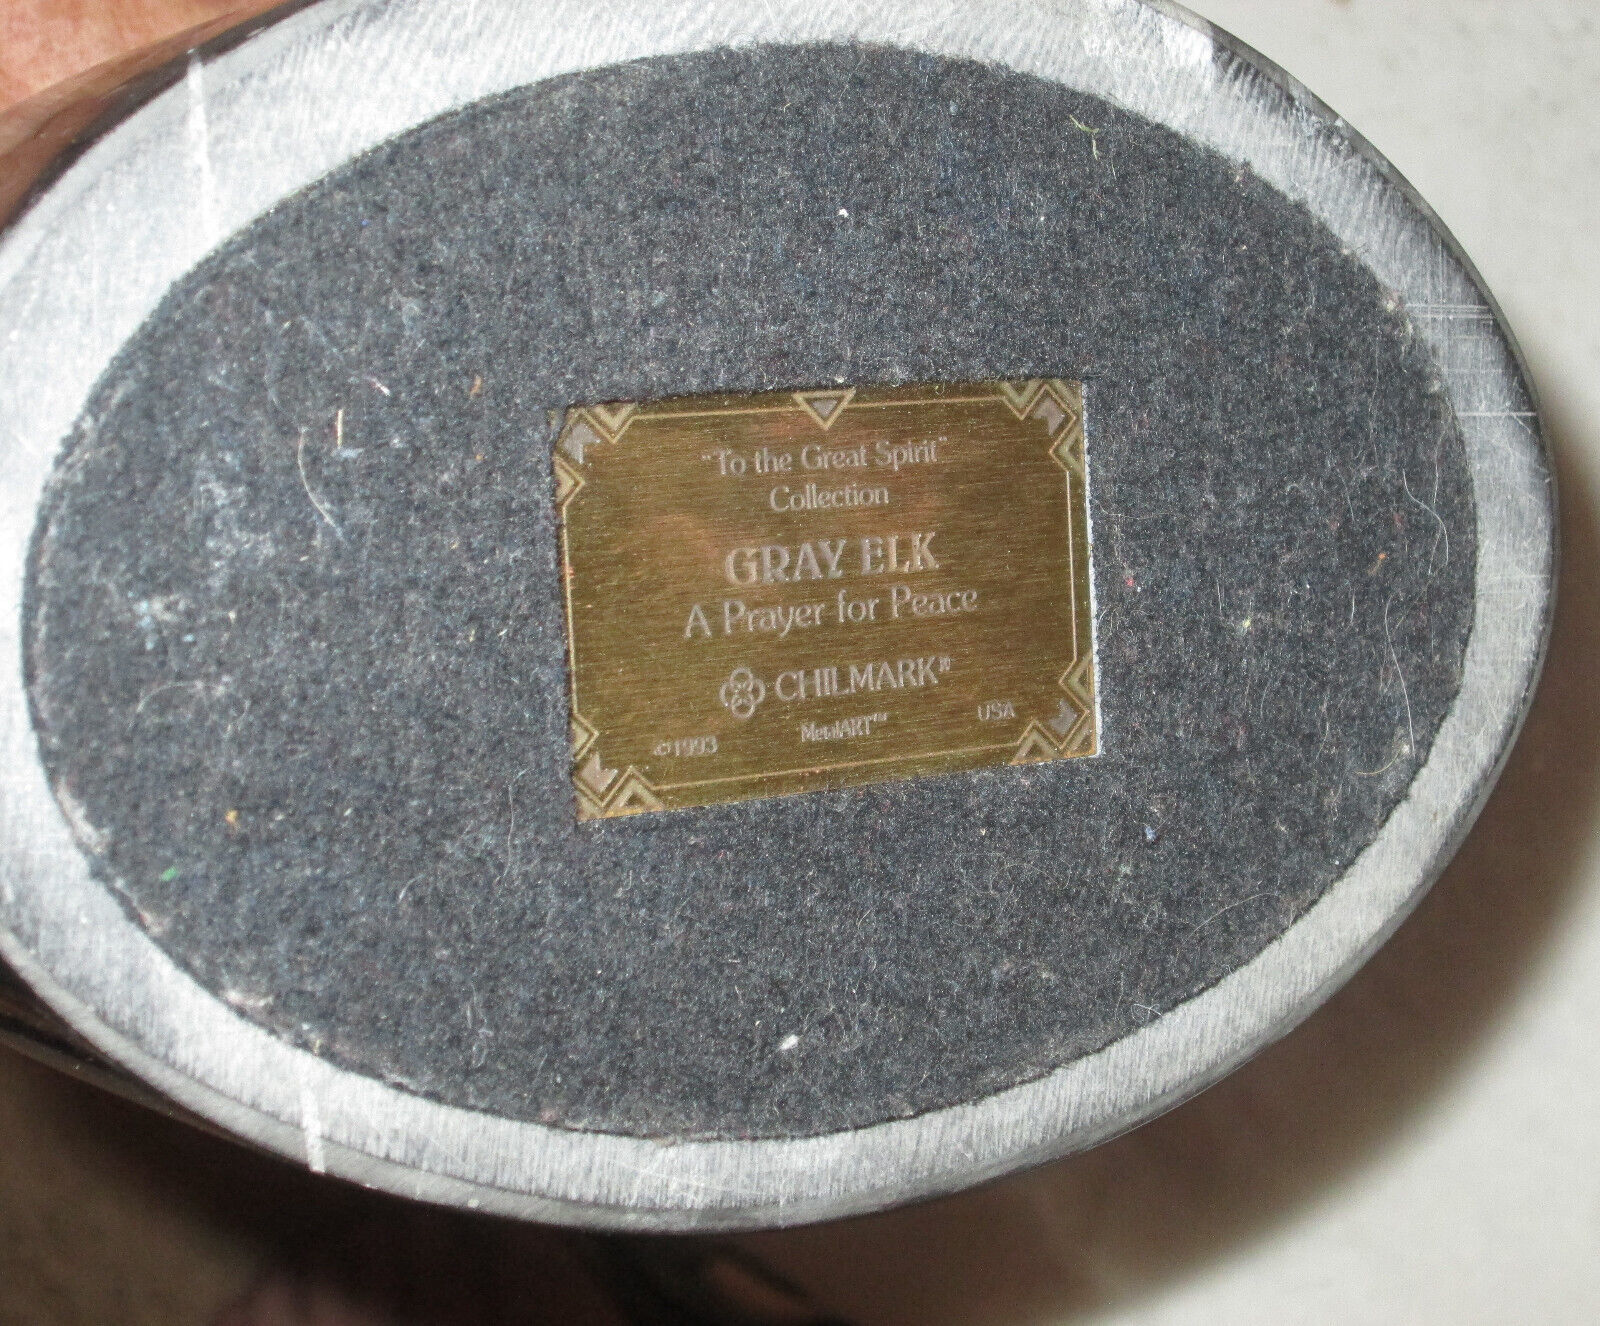 "To the Great Spirit"
Collection
GRAY ELK
A Prayer for Peace
CHILMARK®
©1993 MetalART™ USA